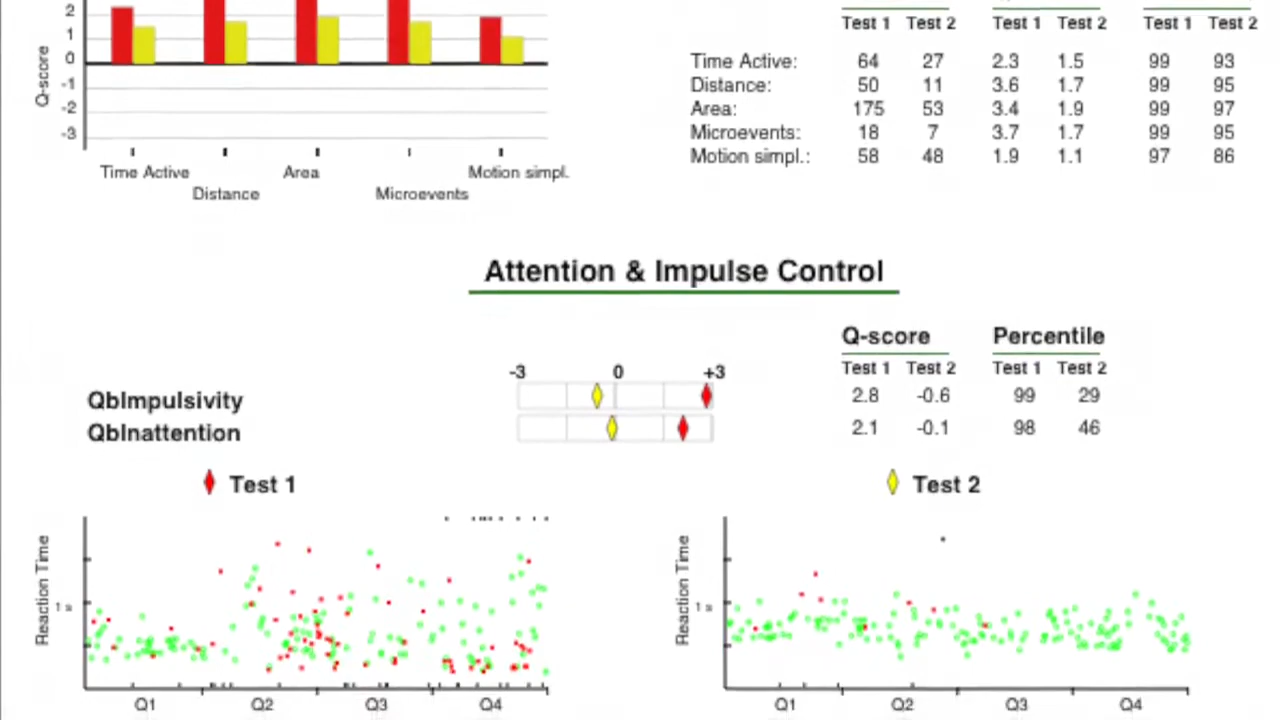 2
1
0
-1
-2
-3
Q-score
Time Active
Distance
Area
Microevents
Motion simpl.
Test 1 Test 2 Test 1 Test 2 Test 1 Test 2
Time Active: 64 27 2.3 1.5 99 93
Distance: 50 11 3.6 1.7 99 95
Area: 175 53 3.4 1.9 99 97
Microevents: 18 7 3.7 1.7 99 95
Motion simpl.: 58 48 1.9 1.1 97 86
Attention & Impulse Control
Q-score Percentile
-3 0 +3 Test 1 Test 2 Test 1 Test 2
QbImpulsivity 2.8 -0.6 99 29
QbInattention 2.1 -0.1 98 46
Test 1
Reaction Time
1 s
Q1 Q2 Q3 Q4
Test 2
Reaction Time
1 s
Q1 Q2 Q3 Q4